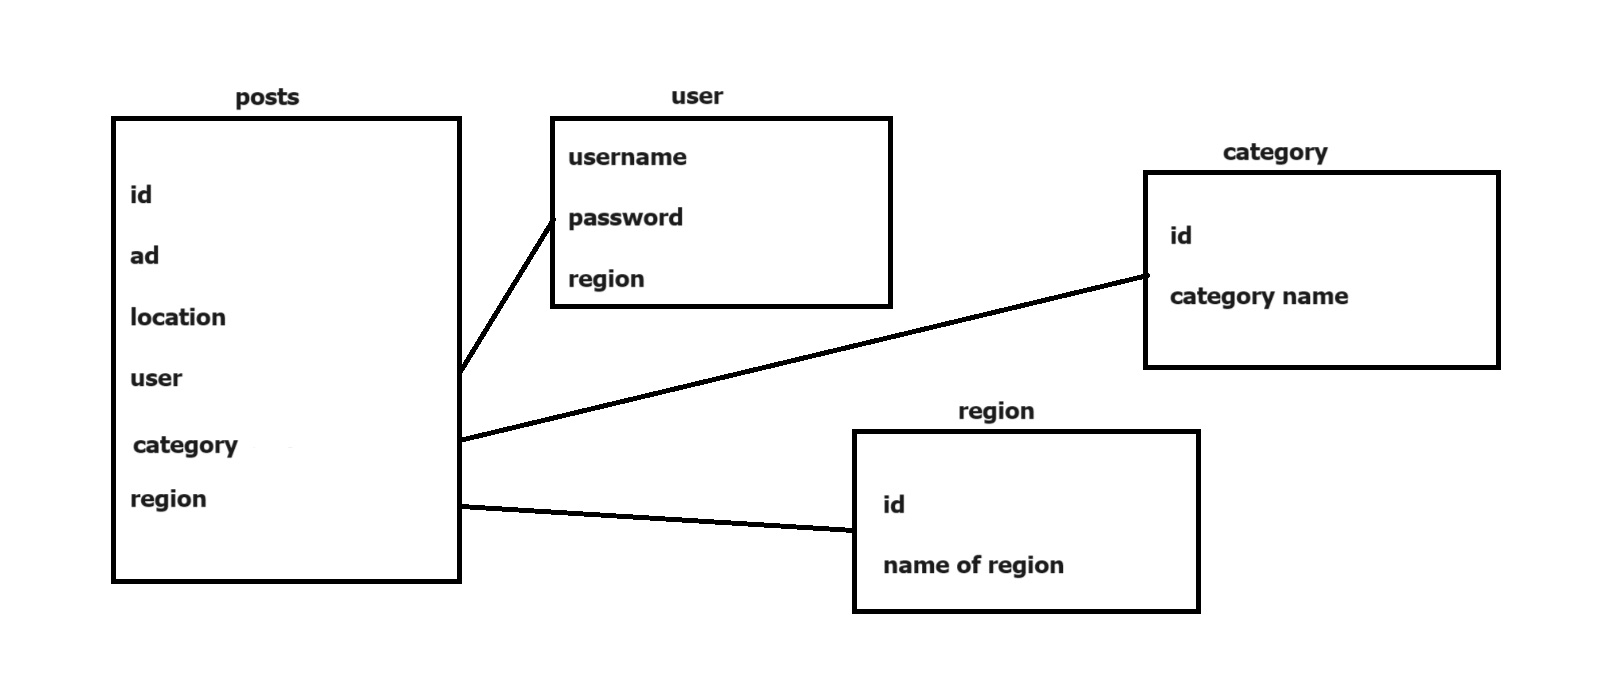 posts
id
ad
location
user
category
region
user
username
password
region
category
id
category name
region
id
name of region